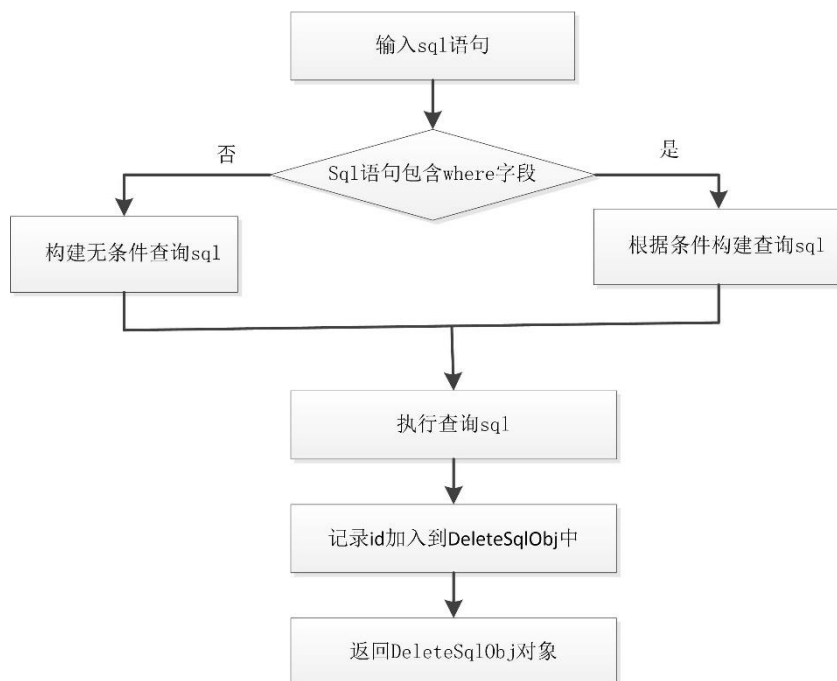 输入sql语句
否
是
Sql语句包含where字段
构建无条件查询sql
根据条件构建查询sql
执行查询sql
记录id加入到DeleteSqlObj中
返回DeleteSqlObj对象